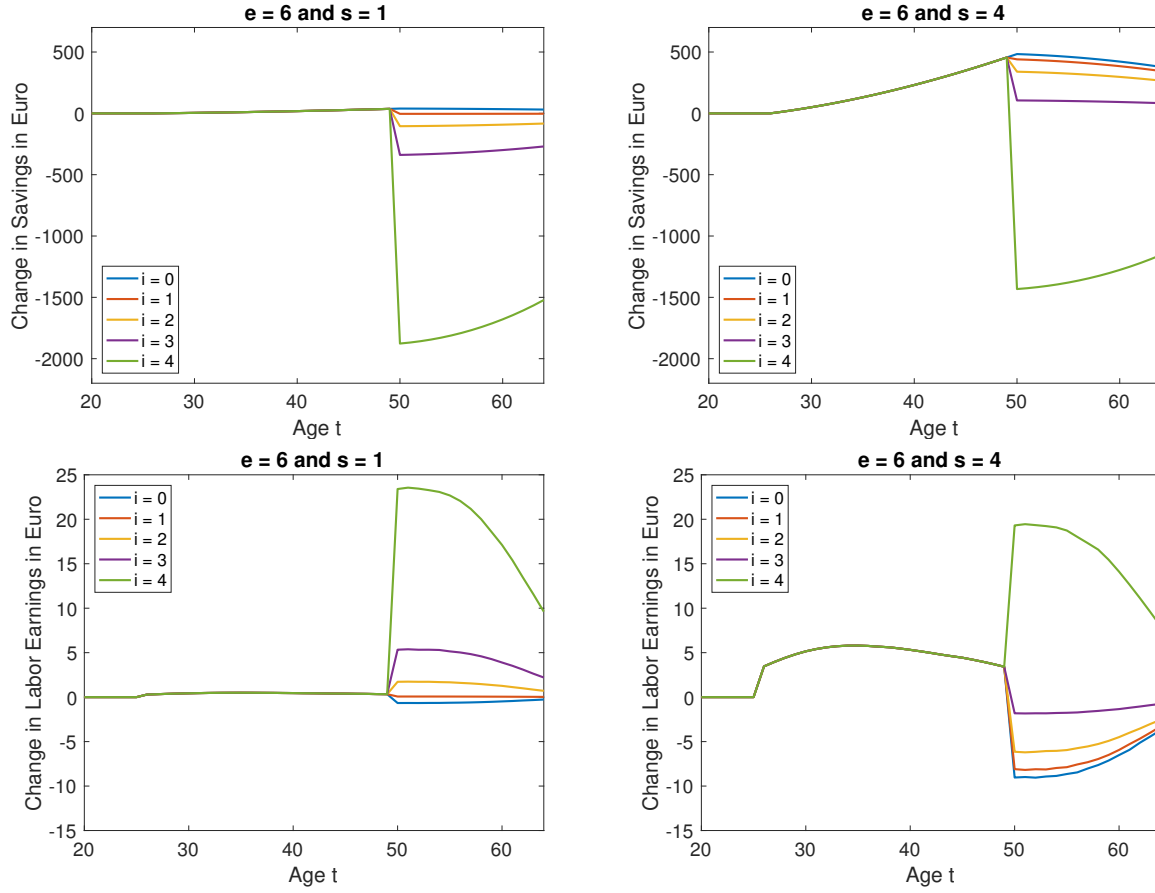 e = 6 and s = 1
Change in Savings in Euro
500
0
-500
-1000
-1500
-2000
i = 0
i = 1
i = 2
i = 3
i = 4
20 30 40 50 60
Age t
e = 6 and s = 4
Change in Savings in Euro
500
0
-500
-1000
-1500
-2000
i = 0
i = 1
i = 2
i = 3
i = 4
20 30 40 50 60
Age t
e = 6 and s = 1
Change in Labor Earnings in Euro
25
20
15
10
5
0
-5
-10
-15
i = 0
i = 1
i = 2
i = 3
i = 4
20 30 40 50 60
Age t
e = 6 and s = 4
Change in Labor Earnings in Euro
25
20
15
10
5
0
-5
-10
-15
i = 0
i = 1
i = 2
i = 3
i = 4
20 30 40 50 60
Age t